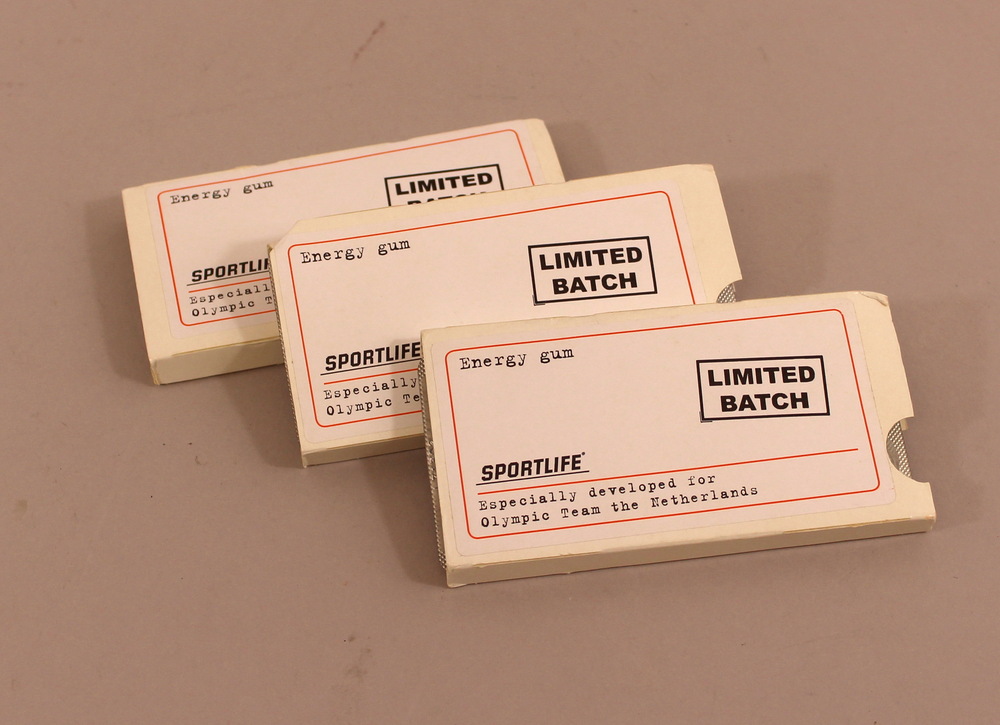 Energy gum
LIMITED
BATCH
SPORTLIFE
Especially
Olympic
Energy gum
LIMITED
BATCH
SPORTLIFE
Especially
Olympic
Energy gum
LIMITED
BATCH
SPORTLIFE
Especially developed for
Olympic Team the Netherlands